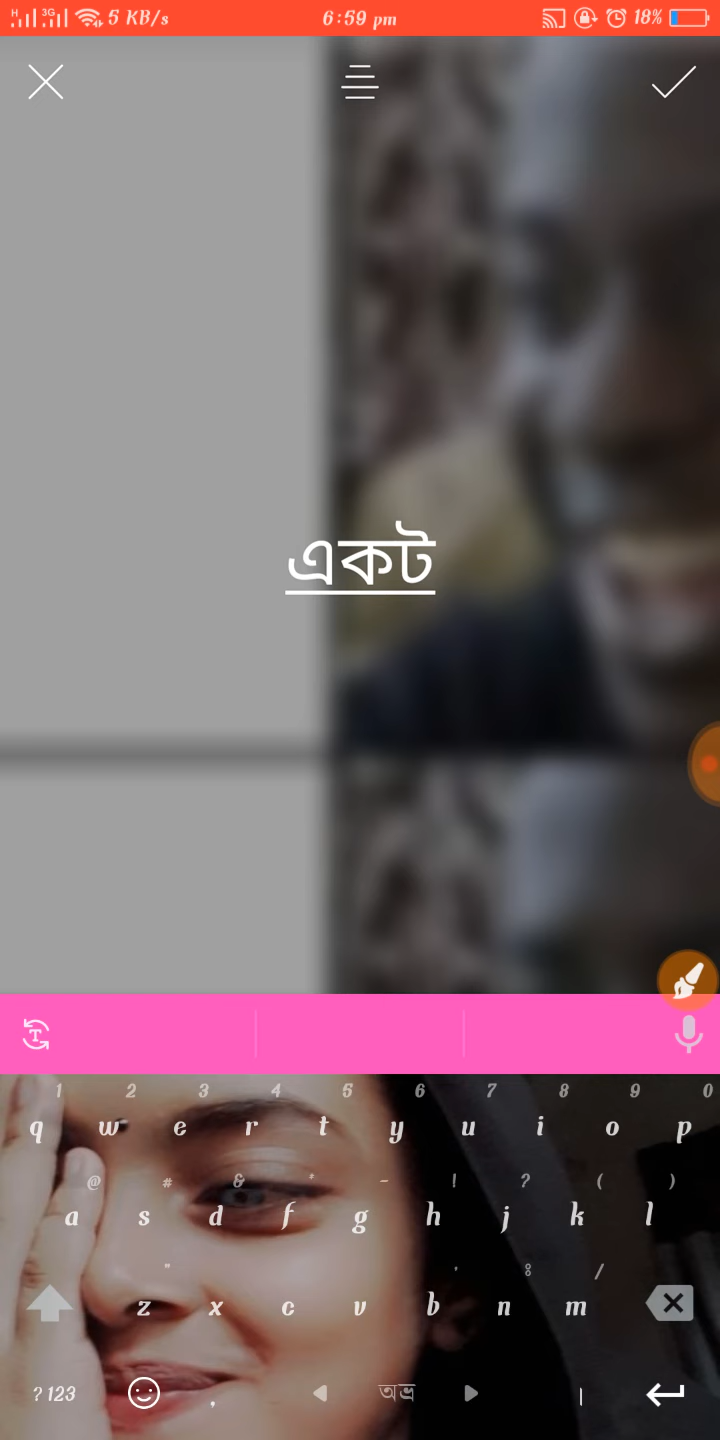 H 3G 5 KB/s 6:59 pm 18%
একট
T
1 2 3 4 5 6 7 8 9 0
q w e r t y u i o p
@ # & * - ! ? ( )
a s d f g h j k l
" ' : /
z x c v b n m
?123 , অভ্র |